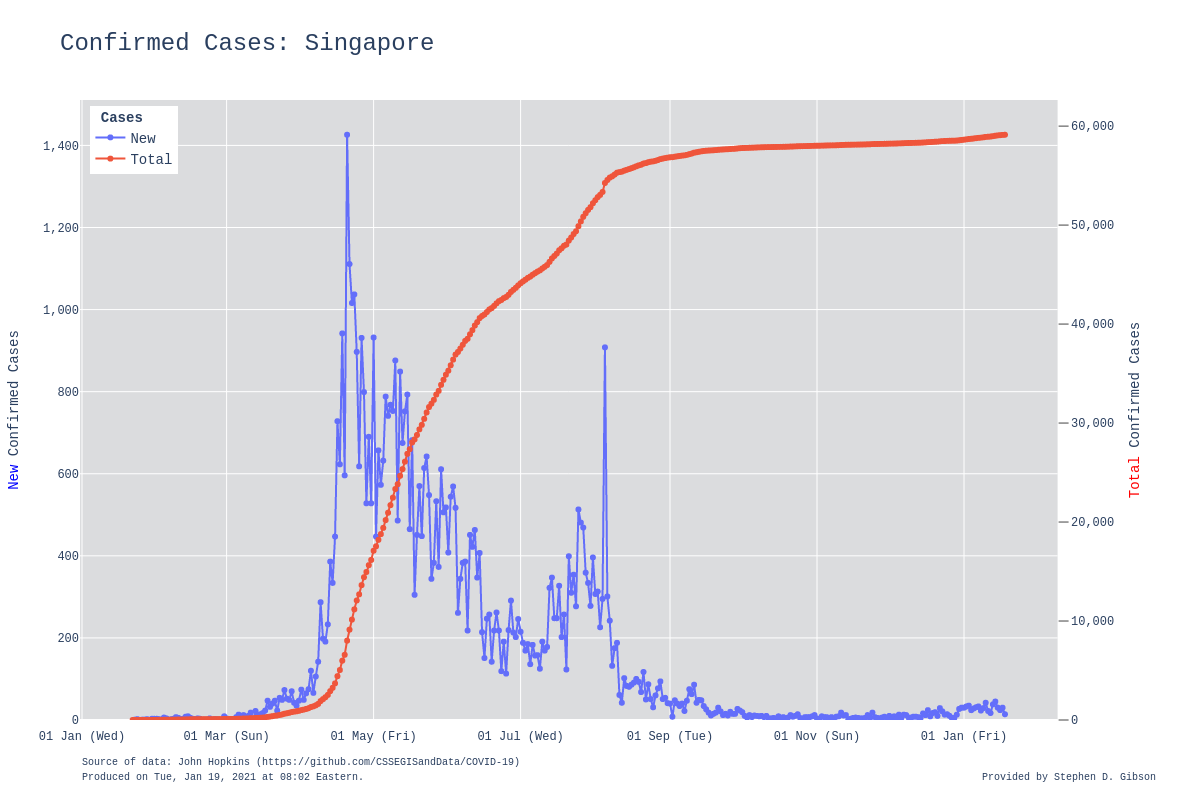 Confirmed Cases: Singapore
Cases
New
Total
1,400
1,200
1,000
800
600
400
200
0
New Confirmed Cases
60,000
50,000
40,000
30,000
20,000
10,000
0
Total Confirmed Cases
01 Jan (Wed) 01 Mar (Sun) 01 May (Fri) 01 Jul (Wed) 01 Sep (Tue) 01 Nov (Sun) 01 Jan (Fri)
Source of data: John Hopkins (https://github.com/CSSEGISandData/COVID-19)
Produced on Tue, Jan 19, 2021 at 08:02 Eastern.
Provided by Stephen D. Gibson